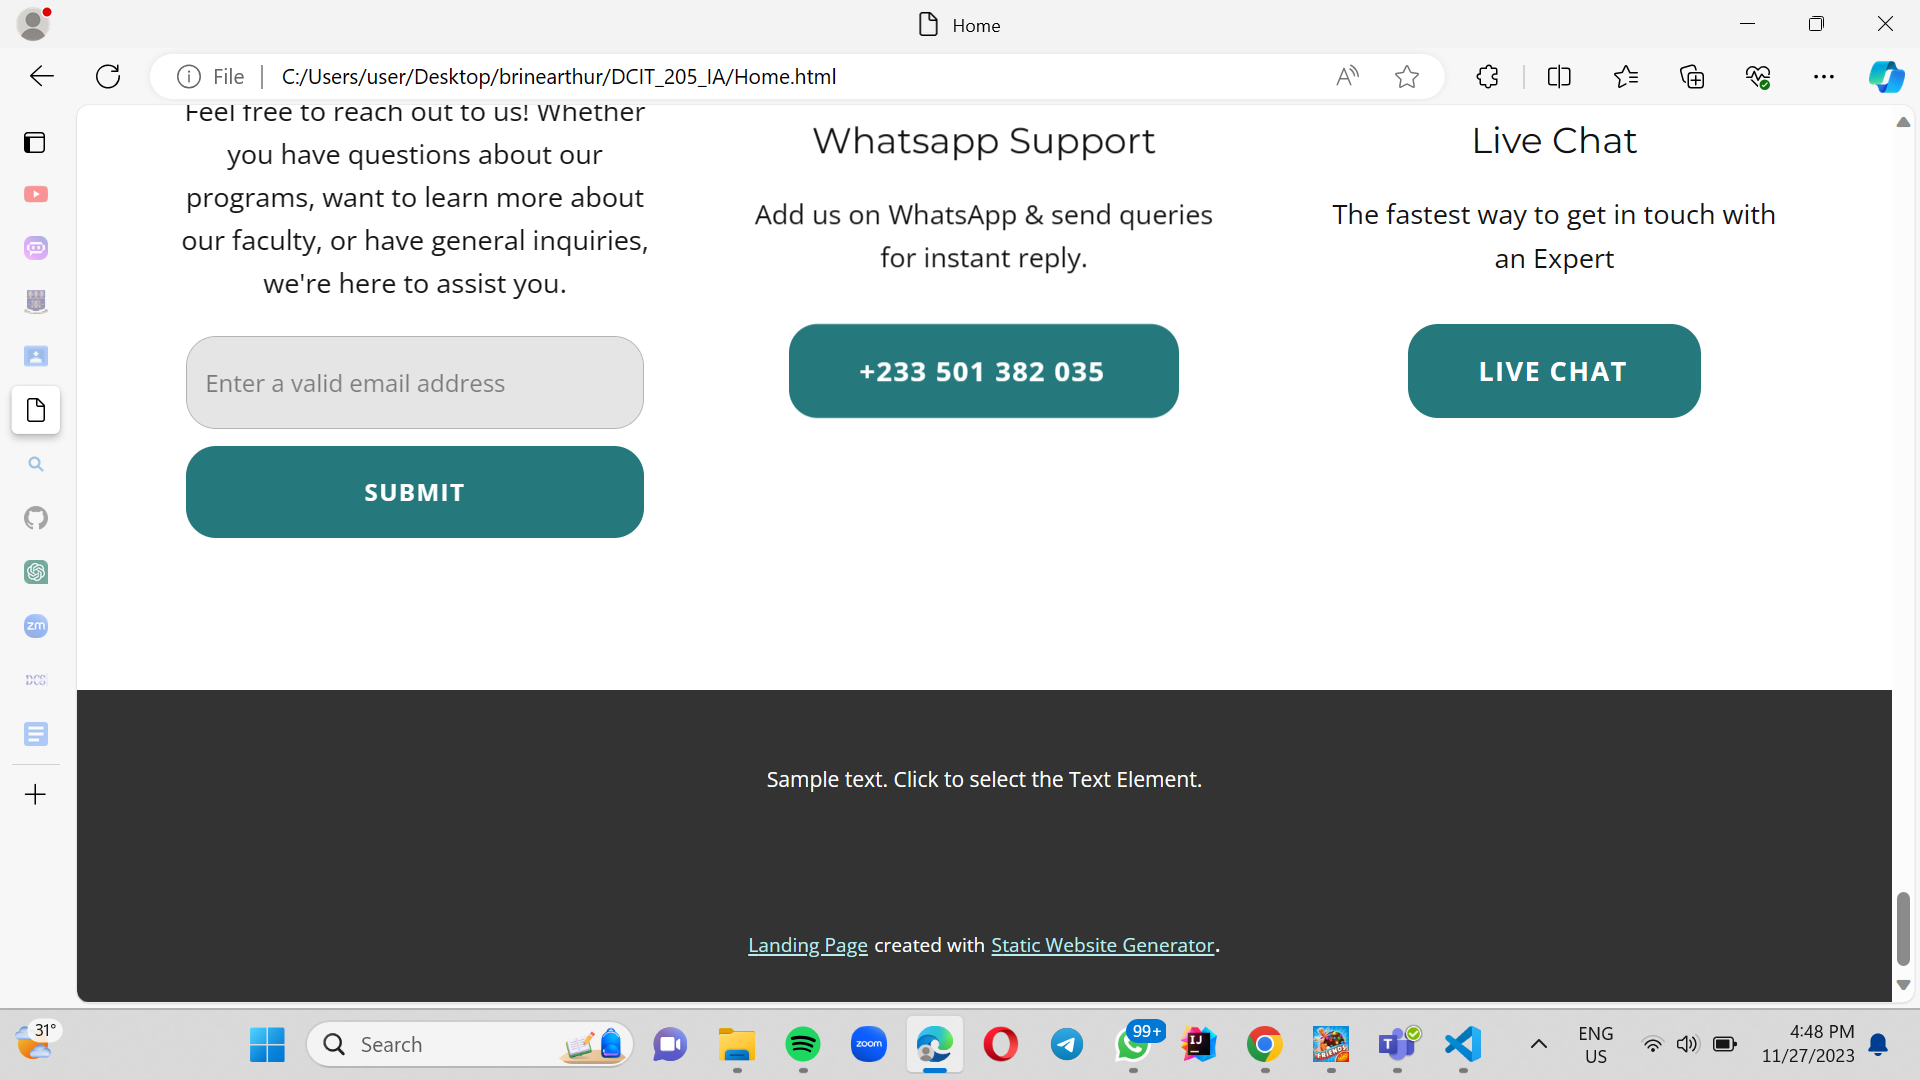 Home
File
C:/Users/user/Desktop/brinearthur/DCIT_205_IA/Home.html
Feel free to reach out to us! Whether
you have questions about our
programs, want to learn more about
our faculty, or have general inquiries,
we're here to assist you.
Enter a valid email address
SUBMIT
Whatsapp Support
Add us on WhatsApp & send queries
for instant reply.
+233 501 382 035
Live Chat
The fastest way to get in touch with
an Expert
LIVE CHAT
Sample text. Click to select the Text Element.
Landing Page created with Static Website Generator.
zm
DCS
31°
Search
zoom
99+
IJ
FRIENDS
T
ENG
US
4:48 PM
11/27/2023